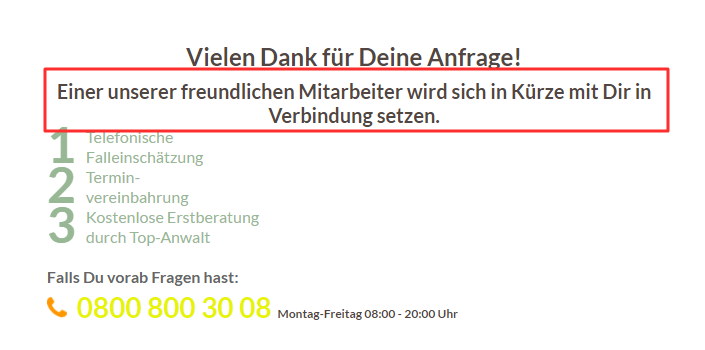 Vielen Dank für Deine Anfrage!
Einer unserer freundlichen Mitarbeiter wird sich in Kürze mit Dir in
Verbindung setzen.
1 Telefonische
Falleinschätzung
2 Termin-
vereinbahrung
3 Kostenlose Erstberatung
durch Top-Anwalt
Falls Du vorab Fragen hast:
0800 800 30 08 Montag-Freitag 08:00 - 20:00 Uhr